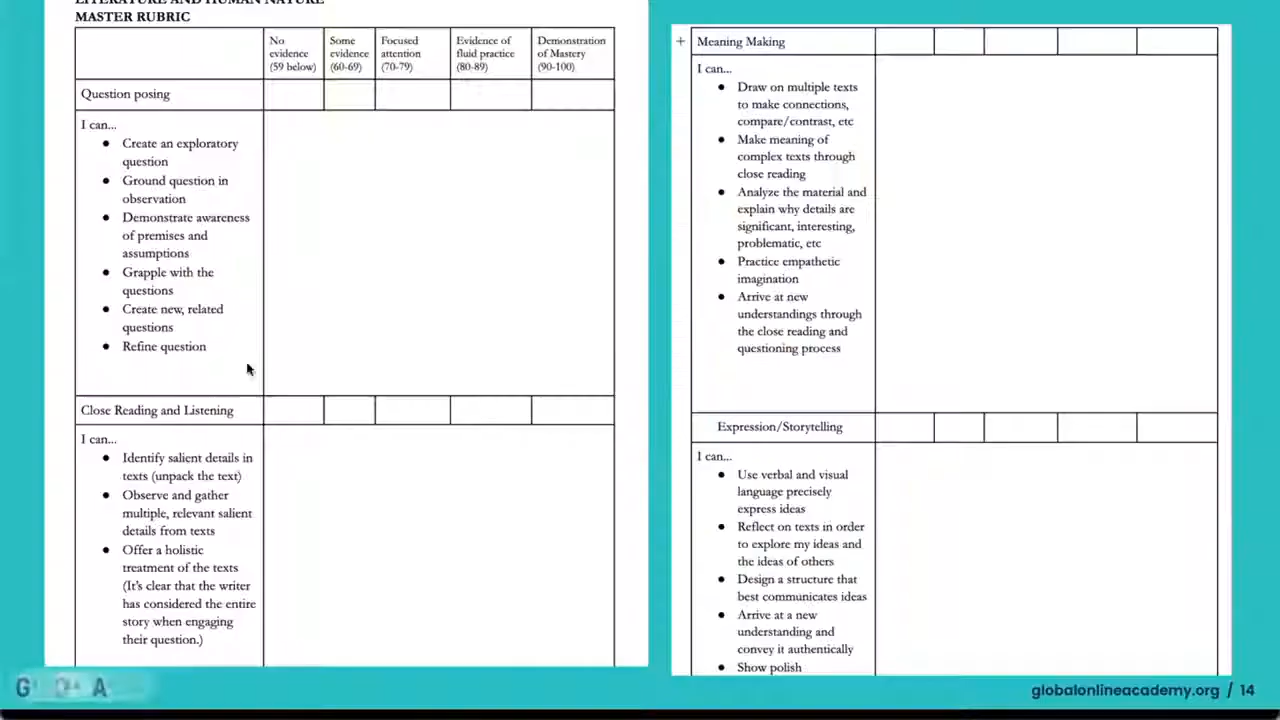 LITERATURE AND HUMAN NATURE
MASTER RUBRIC
No evidence (59 below)
Some evidence (60-69)
Focused attention (70-79)
Evidence of fluid practice (80-89)
Demonstration of Mastery (90-100)
Question posing
I can...
● Create an exploratory
question
● Ground question in
observation
● Demonstrate awareness
of premises and
assumptions
● Grapple with the
questions
● Create new, related
questions
● Refine question
Close Reading and Listening
I can...
● Identify salient details in
texts (unpack the text)
● Observe and gather
multiple, relevant salient
details from texts
● Offer a holistic
treatment of the texts
(It's clear that the writer
has considered the entire
story when engaging
their question.)
+ Meaning Making
I can...
● Draw on multiple texts
to make connections,
compare/contrast, etc
● Make meaning of
complex texts through
close reading
● Analyze the material and
explain why details are
significant, interesting,
problematic, etc
● Practice empathetic
imagination
● Arrive at new
understandings through
the close reading and
questioning process
Expression/Storytelling
I can...
● Use verbal and visual
language precisely
express ideas
● Reflect on texts in order
to explore my ideas and
the ideas of others
● Design a structure that
best communicates ideas
● Arrive at a new
understanding and
convey it authentically
● Show polish
globalonlineacademy.org / 14